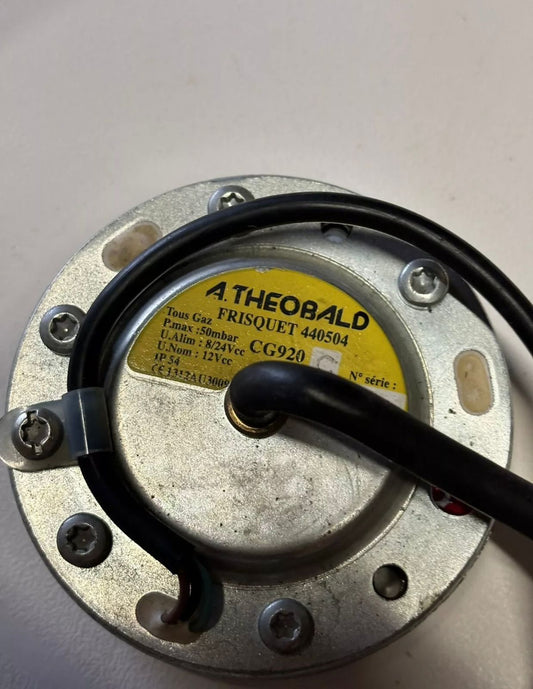 A.THEOBALD
FRISQUET 440504
Tous Gaz
P.max :50mbar
U.Alim : 8/24Vcc
CG920 C
U.Nom : 12Vcc
N° série :
IP 54